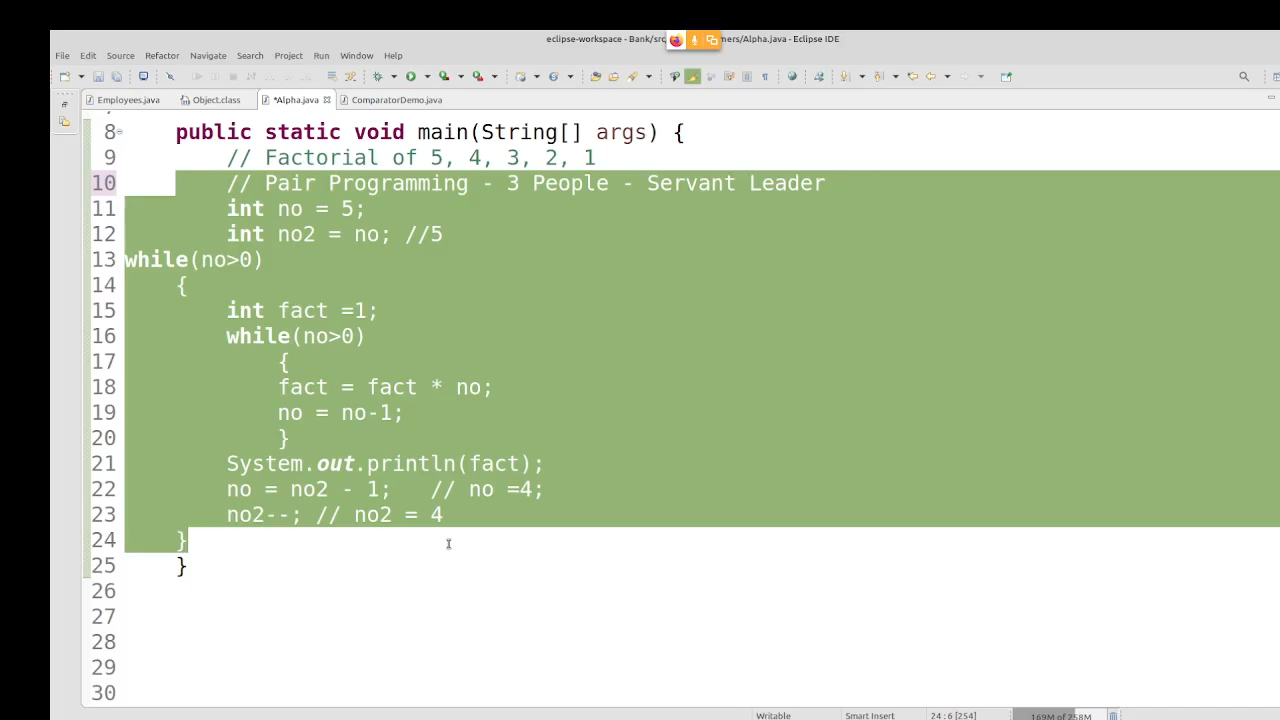 eclipse-workspace - Bank/src mers/Alpha.java - Eclipse IDE
File Edit Source Refactor Navigate Search Project Run Window Help
Employees.java Object.class *Alpha.java ComparatorDemo.java
8 public static void main(String[] args) {
9 // Factorial of 5, 4, 3, 2, 1
10 // Pair Programming - 3 People - Servant Leader
11 int no = 5;
12 int no2 = no; //5
13 while(no>0)
14 {
15 int fact =1;
16 while(no>0)
17 {
18 fact = fact * no;
19 no = no-1;
20 }
21 System.out.println(fact);
22 no = no2 - 1; // no =4;
23 no2--; // no2 = 4
24 }
25 }
26
27
28
29
30
Writable Smart Insert 24:6 [254] 169M of 258M